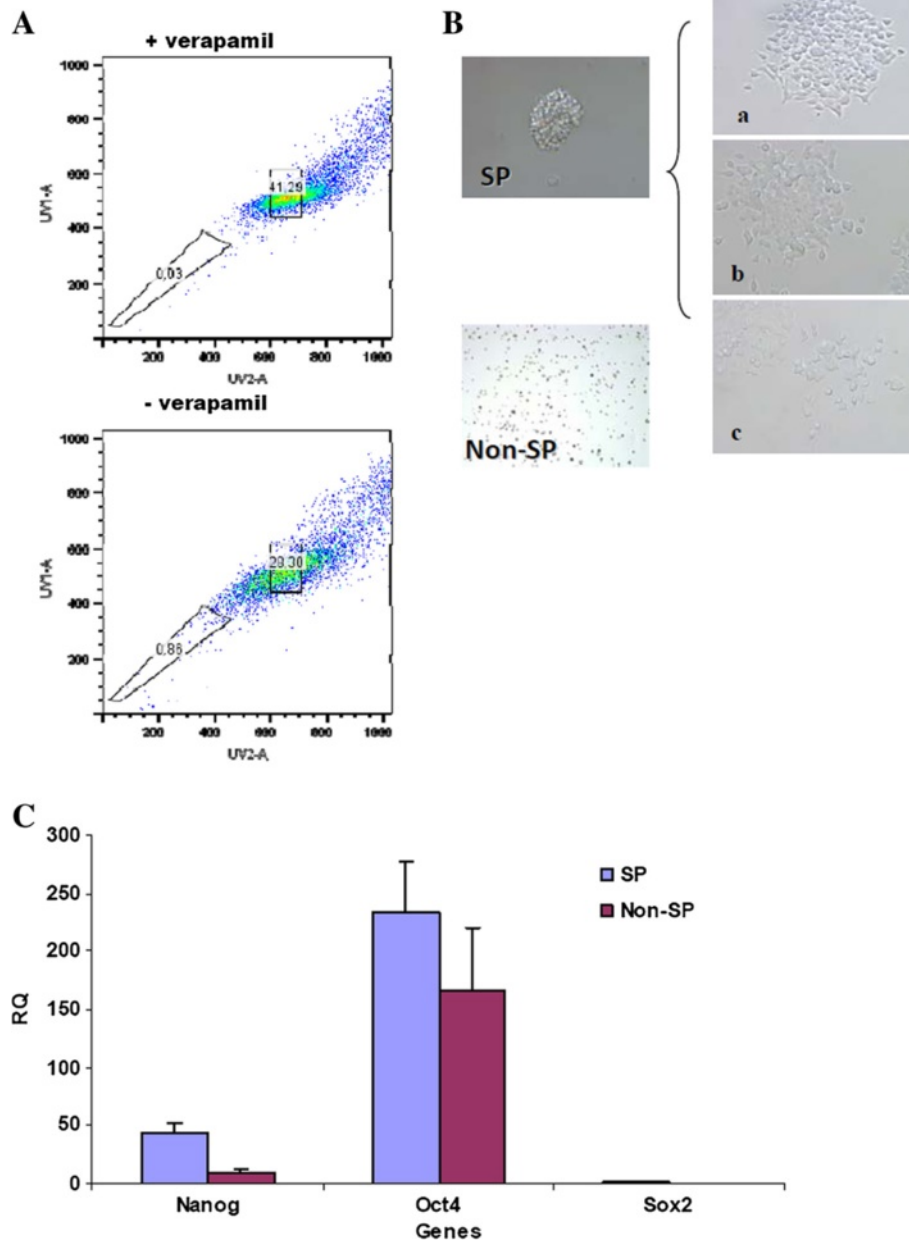 A
+ verapamil
1000
800
600
400
200
UV1-A
41,29
0,03
200 400 600 800 1000
UV2-A
- verapamil
1000
800
600
400
200
UV1-A
0,86
200 400 600 800 1000
UV2-A
B
SP
Non-SP
a
b
c
C
300
250
200
150
100
50
0
RQ
SP
Non-SP
Nanog Oct4 Sox2
Genes